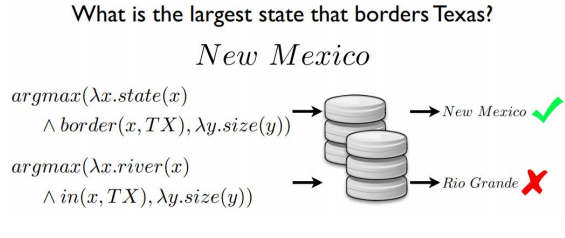 What is the largest state that borders Texas?
New Mexico
argmax(λx.state(x)
∧ border(x, TX), λy.size(y))
New Mexico
argmax(λx.river(x)
∧ in(x, TX), λy.size(y))
Rio Grande